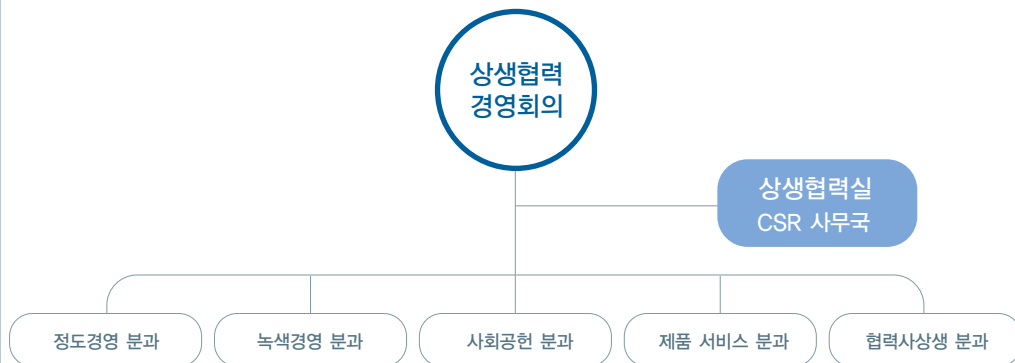 상생협력
경영회의
상생협력실
CSR 사무국
정도경영 분과
녹색경영 분과
사회공헌 분과
제품 서비스 분과
협력사상생 분과